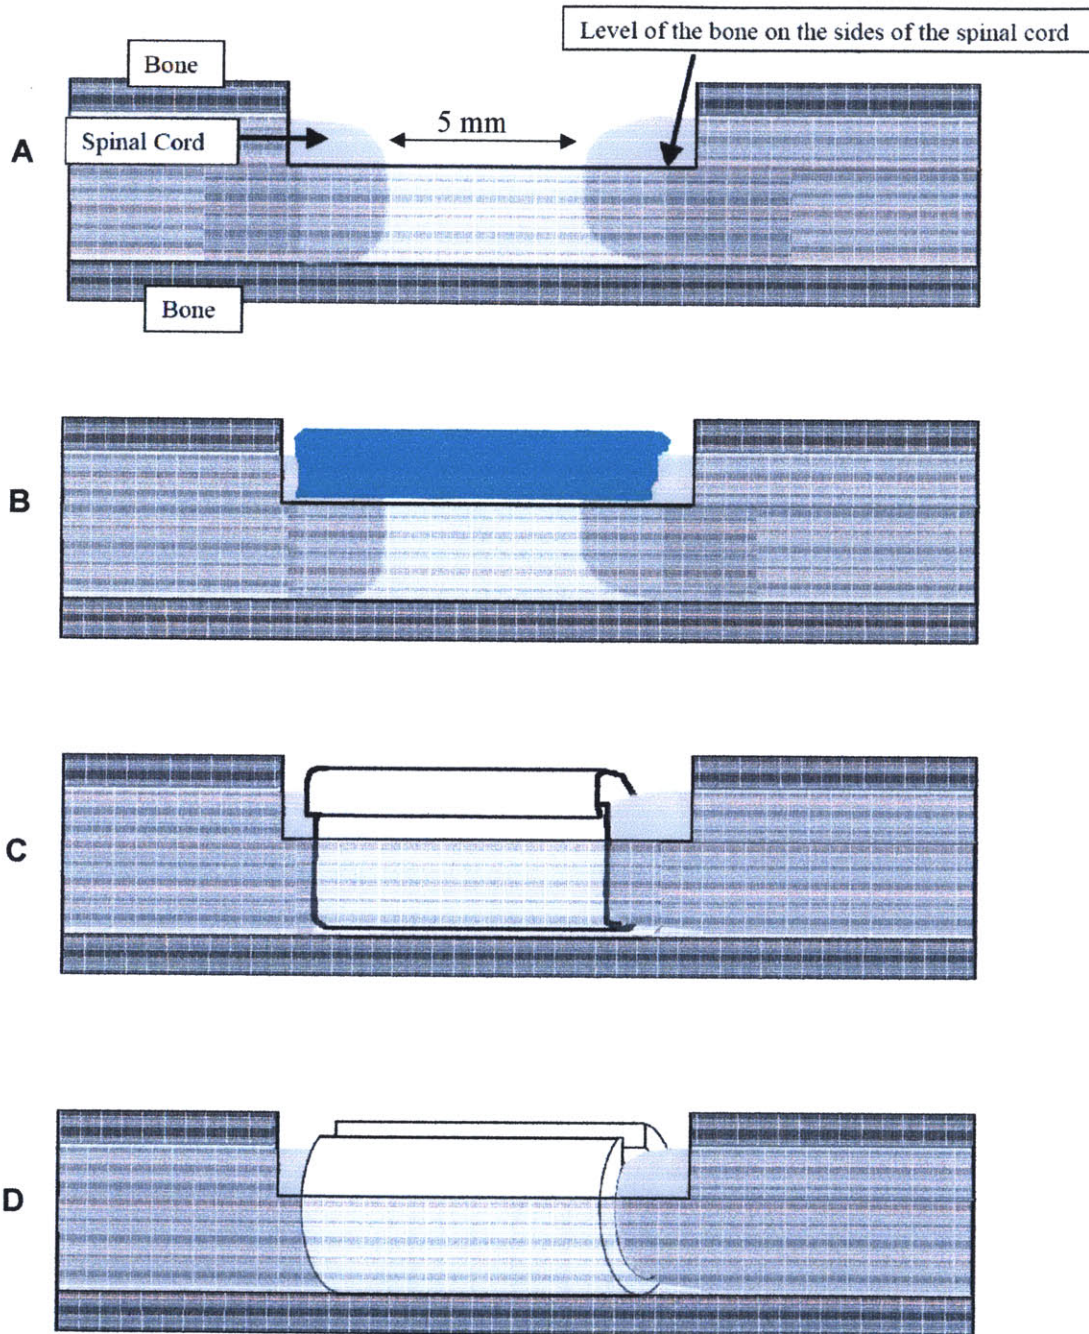 Level of the bone on the sides of the spinal cord
Bone
5 mm
Spinal Cord
A
Bone
B
C
D